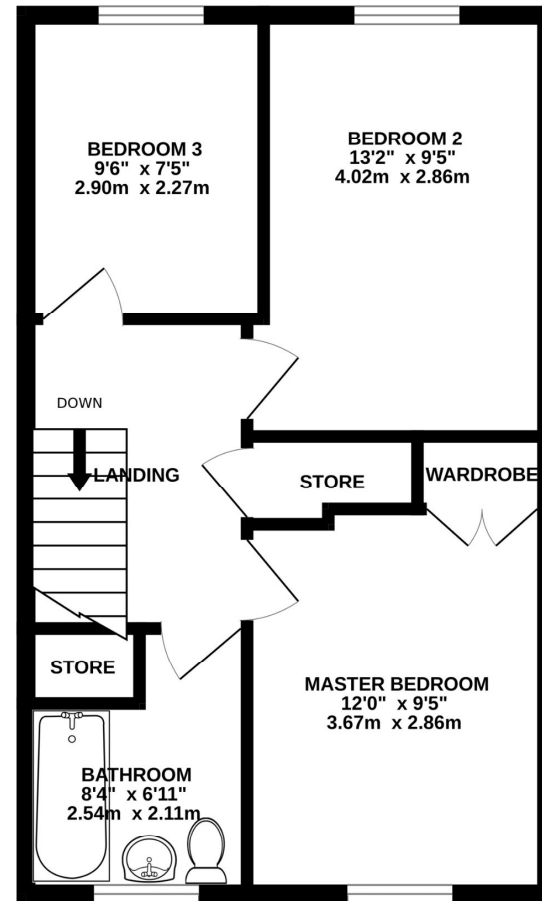 BEDROOM 3
9'6" x 7'5"
2.90m x 2.27m
BEDROOM 2
13'2" x 9'5"
4.02m x 2.86m
DOWN
LANDING
STORE
WARDROBE
STORE
MASTER BEDROOM
12'0" x 9'5"
3.67m x 2.86m
BATHROOM
8'4" x 6'11"
2.54m x 2.11m